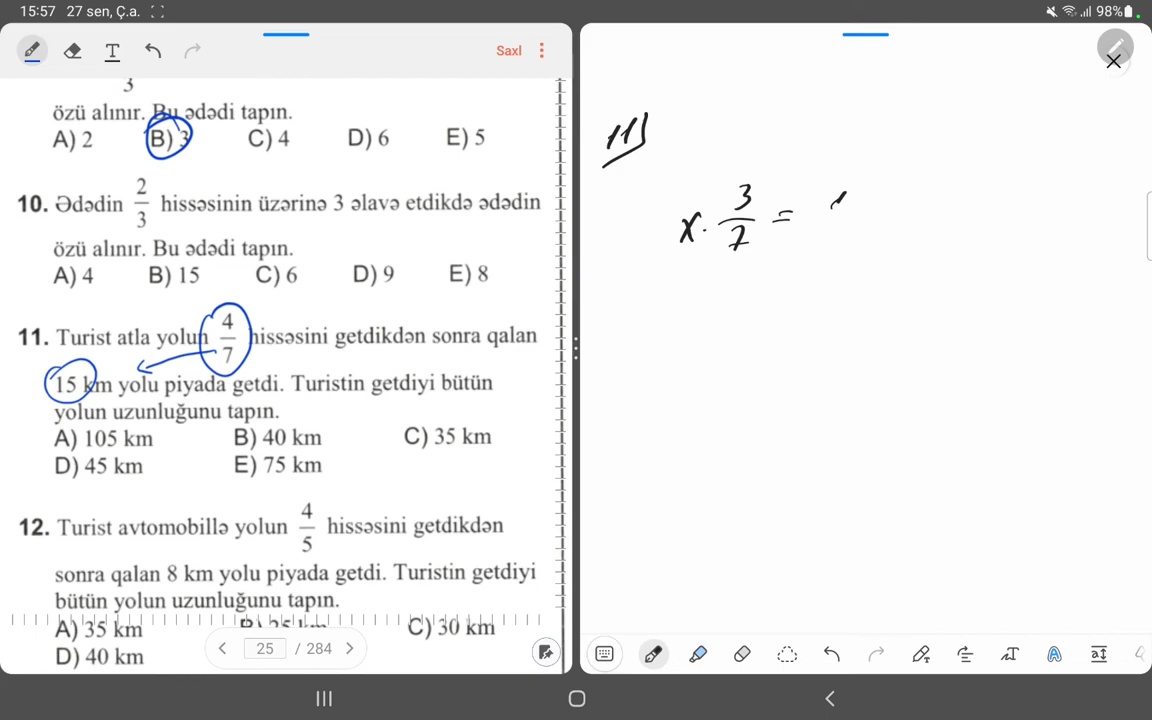 15:57 27 sen, Ç.a. 98%
Saxl
3
özü alınır. Bu ədədi tapın.
A) 2 B) 3 C) 4 D) 6 E) 5
10. Ədədin 2/3 hissəsinin üzərinə 3 əlavə etdikdə ədədin
özü alınır. Bu ədədi tapın.
A) 4 B) 15 C) 6 D) 9 E) 8
11. Turist atla yolun 4/7 hissəsini getdikdən sonra qalan
15 km yolu piyada getdi. Turistin getdiyi bütün
yolun uzunluğunu tapın.
A) 105 km B) 40 km C) 35 km
D) 45 km E) 75 km
12. Turist avtomobillə yolun 4/5 hissəsini getdikdən
sonra qalan 8 km yolu piyada getdi. Turistin getdiyi
bütün yolun uzunluğunu tapın.
A) 35 km C) 30 km
D) 40 km
25 / 284
11)
x · 3/7 =